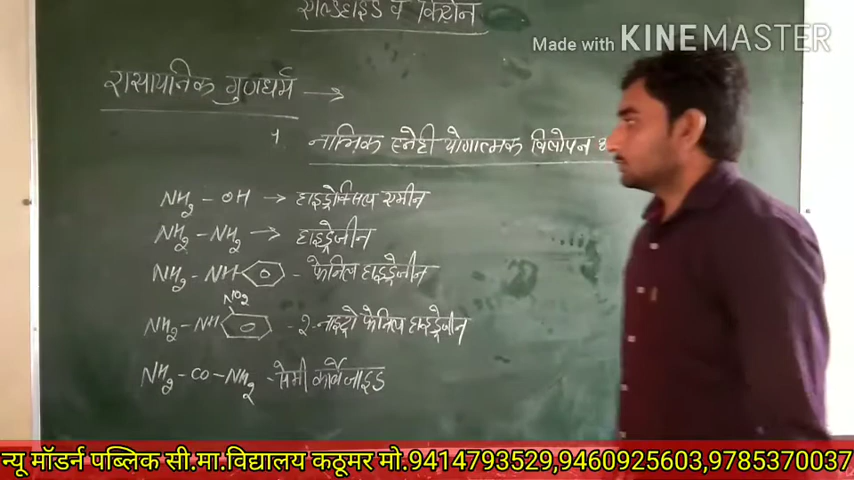 एल्डिहाइड व किटोन
Made with KINEMASTER
रासायनिक गुणधर्म →
1. नाभिक स्नेही योगात्मक विलोपन
NH2 - OH → हाइड्रोक्सिल एमीन
NH2 - NH2 → हाइड्रेजीन
NH2 - NH - फेनिल हाइड्रेजीन
NO2
NH2 - NH - 2-नाइट्रो फेनिल हाइड्रेजीन
NH2 - CO - NH2 - सेमी कार्बेजाइड
न्यू मॉडर्न पब्लिक सी.मा.विद्यालय कठूमर मो.9414793529,9460925603,9785370037